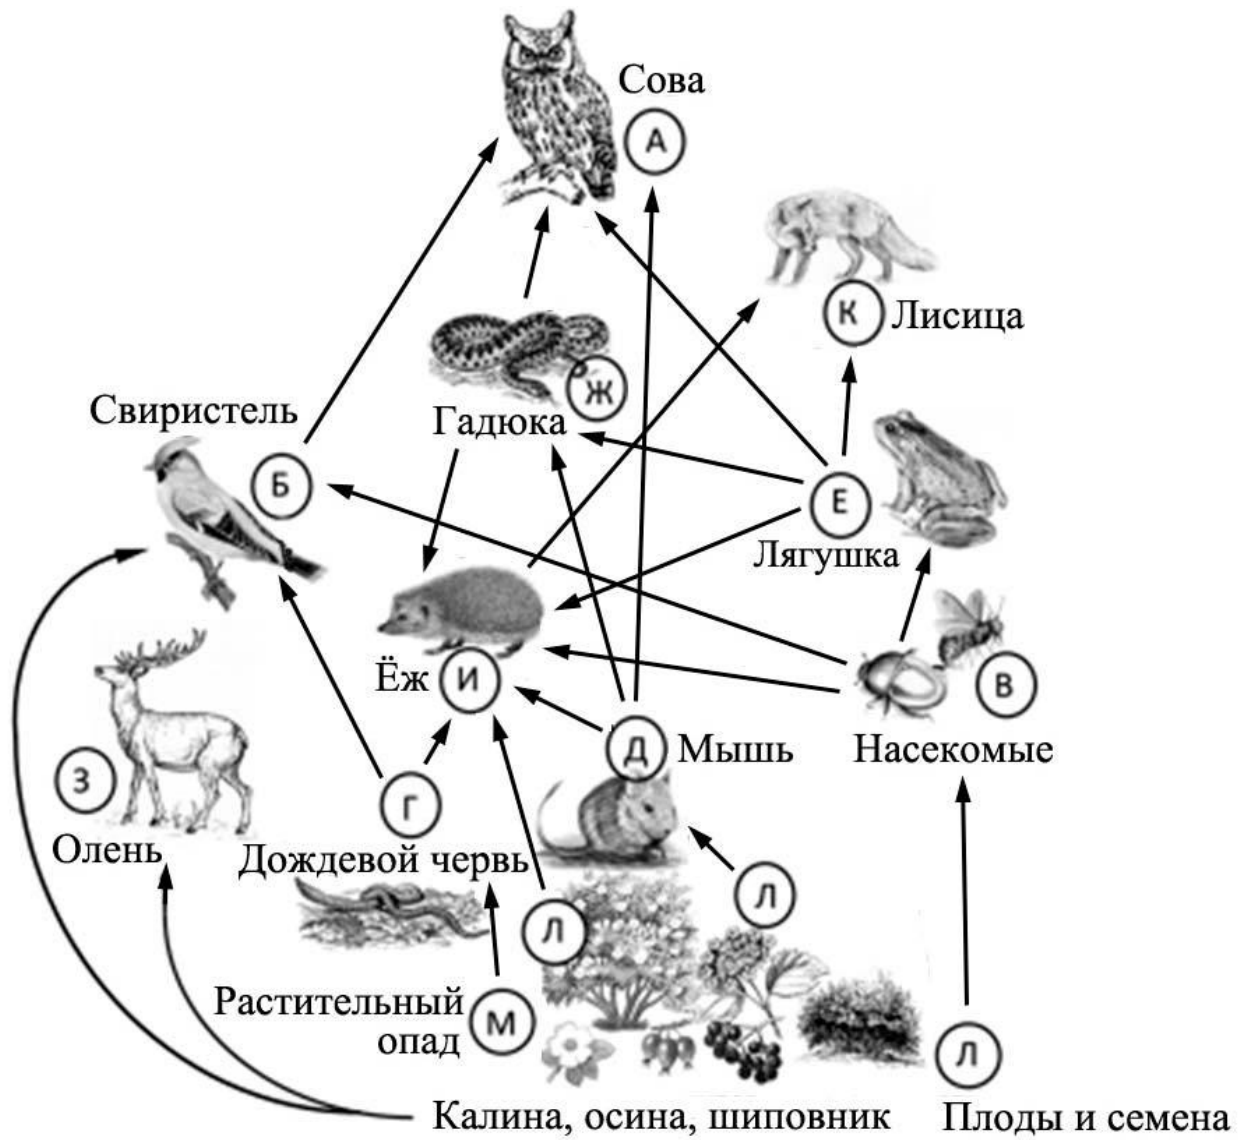 Сова
А
К Лисица
Ж
Свиристель
Гадюка
Б
Е
Лягушка
Ёж И
В
Д Мышь
Насекомые
З
Г
Олень
Дождевой червь
Л
Л
Растительный
опад
М
Л
Калина, осина, шиповник
Плоды и семена